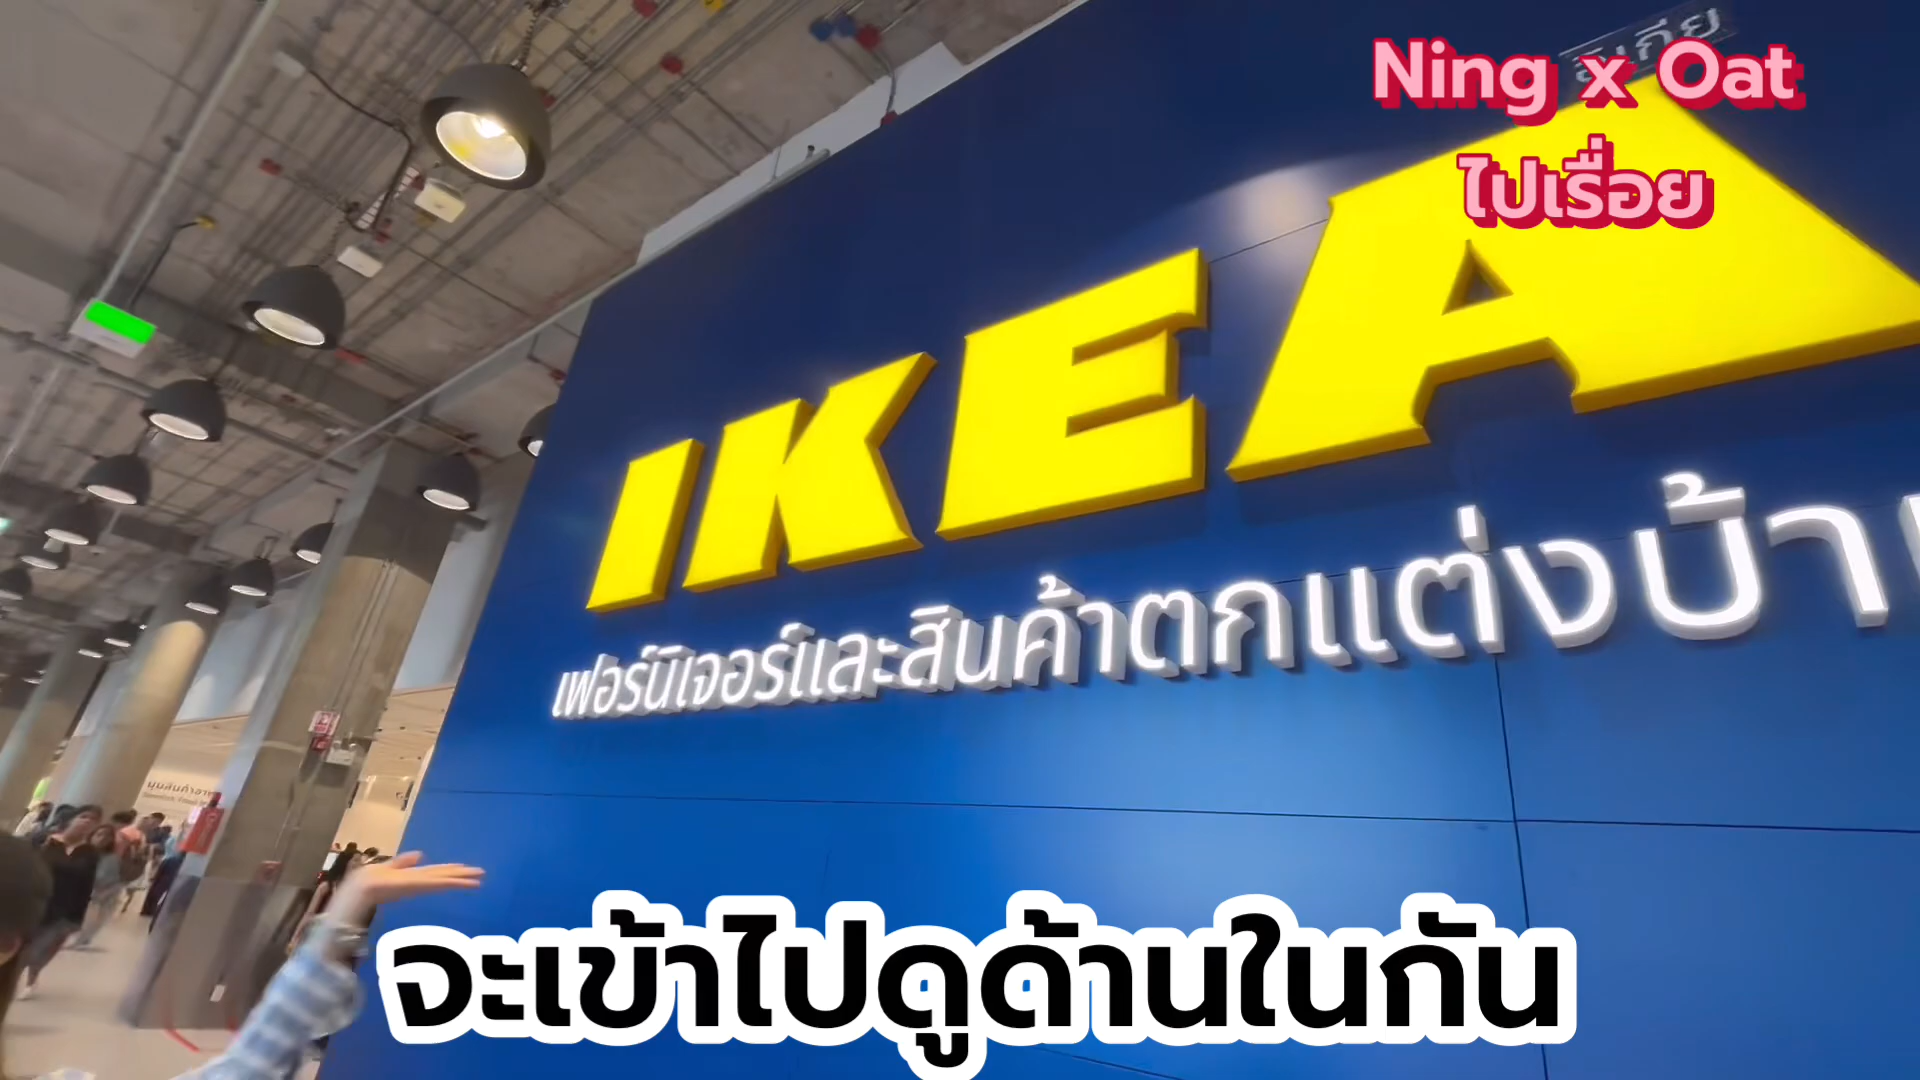 Ning x Oat
ไปเรื่อย
IKEA
เฟอร์นิเจอร์และสินค้าตกแต่งบ้าน
จะเข้าไปดูด้านในกัน